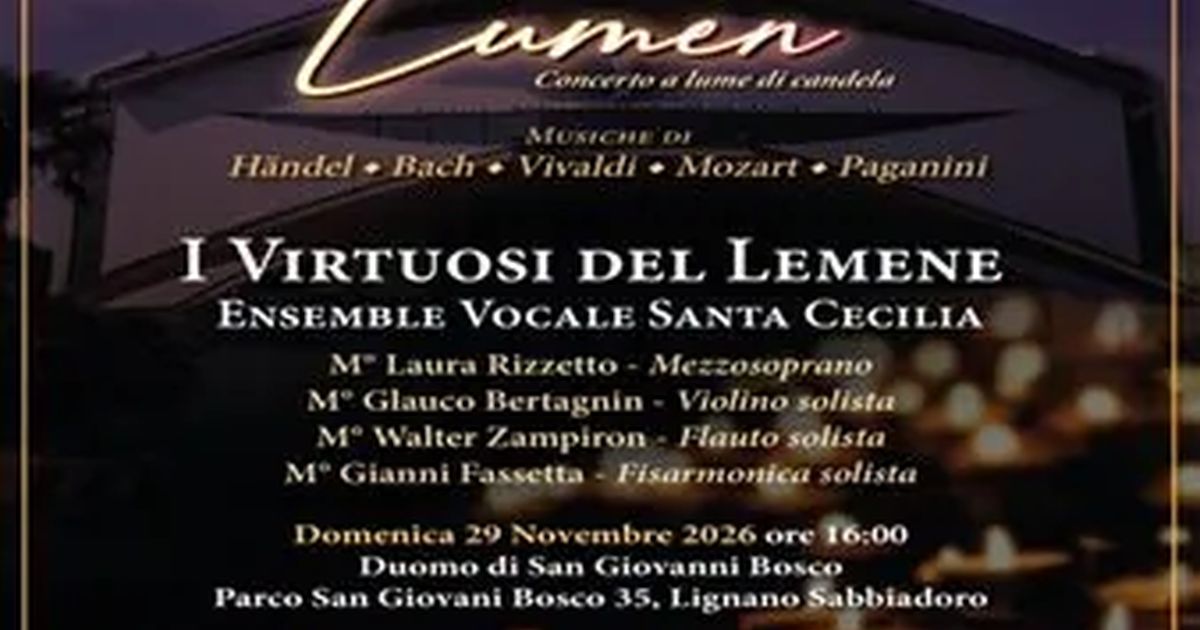 Lumen
Concerto a lume di candela
Musiche di
Händel • Bach • Vivaldi • Mozart • Paganini
I Virtuosi del Lemene
Ensemble Vocale Santa Cecilia
M° Laura Rizzetto - Mezzosoprano
M° Glauco Bertagnin - Violino solista
M° Walter Zampiron - Flauto solista
M° Gianni Fassetta - Fisarmonica solista
Domenica 29 Novembre 2026 ore 16:00
Duomo di San Giovanni Bosco
Parco San Giovani Bosco 35, Lignano Sabbiadoro